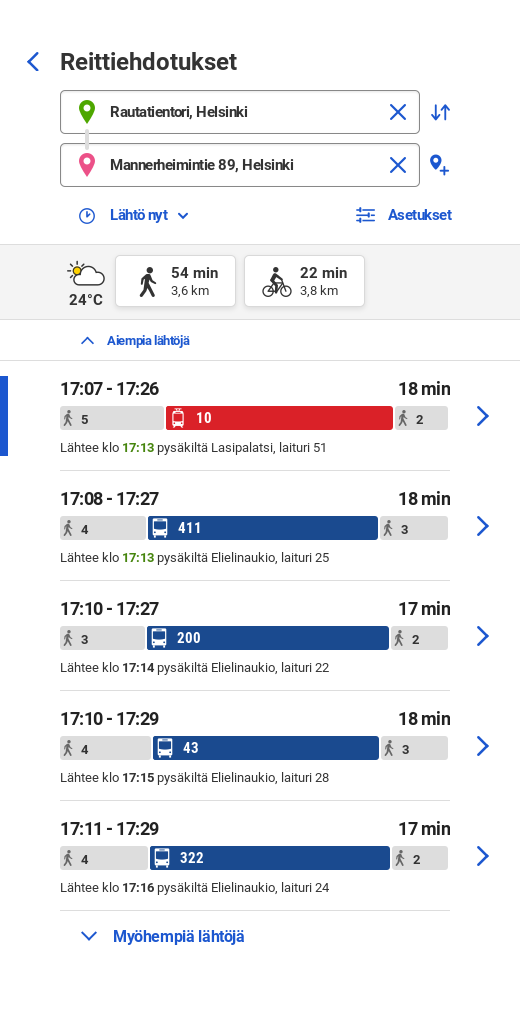 Reittiehdotukset
Rautatientori, Helsinki
Mannerheimintie 89, Helsinki
Lähtö nyt Asetukset
24°C
54 min
3,6 km
22 min
3,8 km
Aiempia lähtöjä
17:07 - 17:26 18 min
5 10 2
Lähtee klo 17:13 pysäkiltä Lasipalatsi, laituri 51
17:08 - 17:27 18 min
4 411 3
Lähtee klo 17:13 pysäkiltä Elielinaukio, laituri 25
17:10 - 17:27 17 min
3 200 2
Lähtee klo 17:14 pysäkiltä Elielinaukio, laituri 22
17:10 - 17:29 18 min
4 43 3
Lähtee klo 17:15 pysäkiltä Elielinaukio, laituri 28
17:11 - 17:29 17 min
4 322 2
Lähtee klo 17:16 pysäkiltä Elielinaukio, laituri 24
Myöhempiä lähtöjä